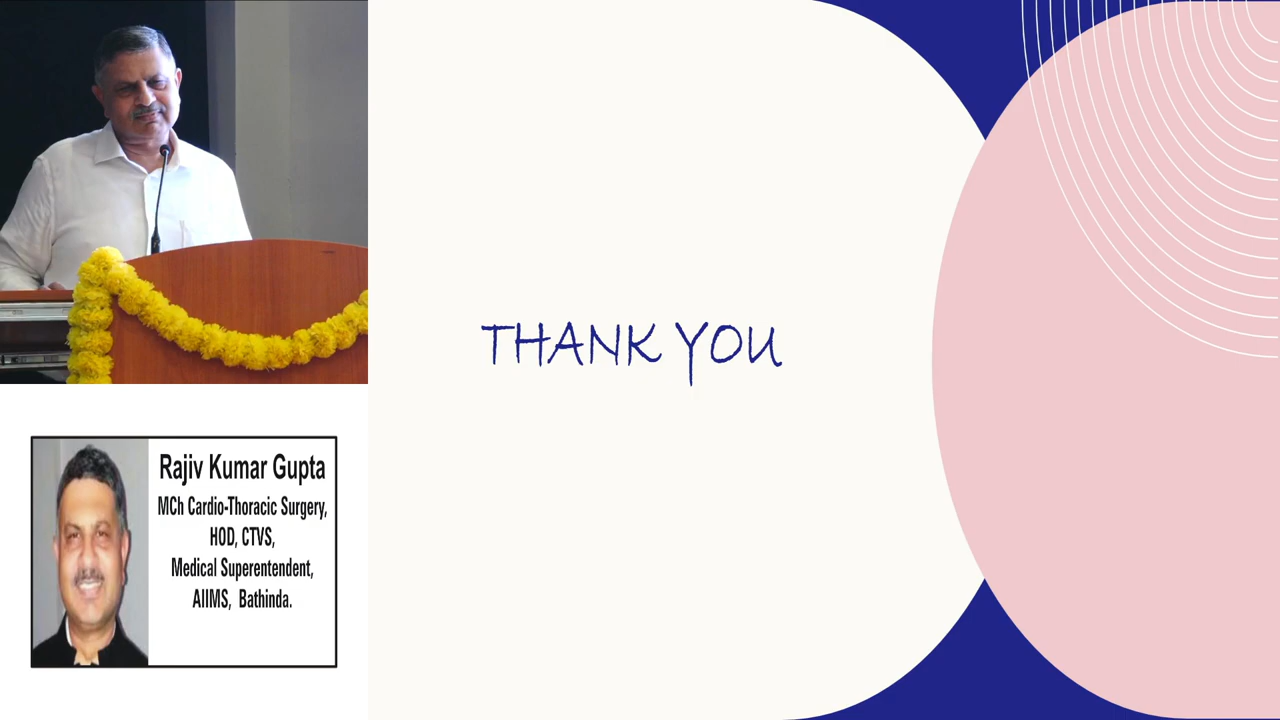 THANK YOU
Rajiv Kumar Gupta
MCh Cardio-Thoracic Surgery,
HOD, CTVS,
Medical Superentendent,
AIIMS, Bathinda.